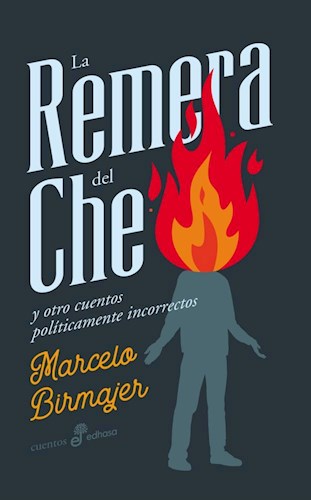 La
Remera
del
Che
y otro cuentos
políticamente incorrectos
Marcelo
Birmajer
cuentos edhasa